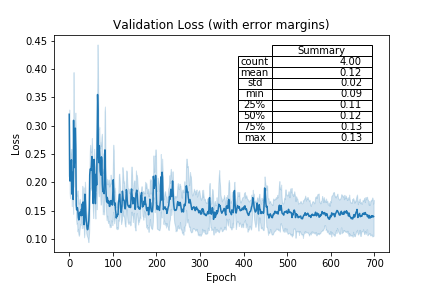 Validation Loss (with error margins)
Summary
count 4.00
mean 0.12
std 0.02
min 0.09
25% 0.11
50% 0.12
75% 0.13
max 0.13
0.45
0.40
0.35
0.30
0.25
0.20
0.15
0.10
Loss
0 100 200 300 400 500 600 700
Epoch